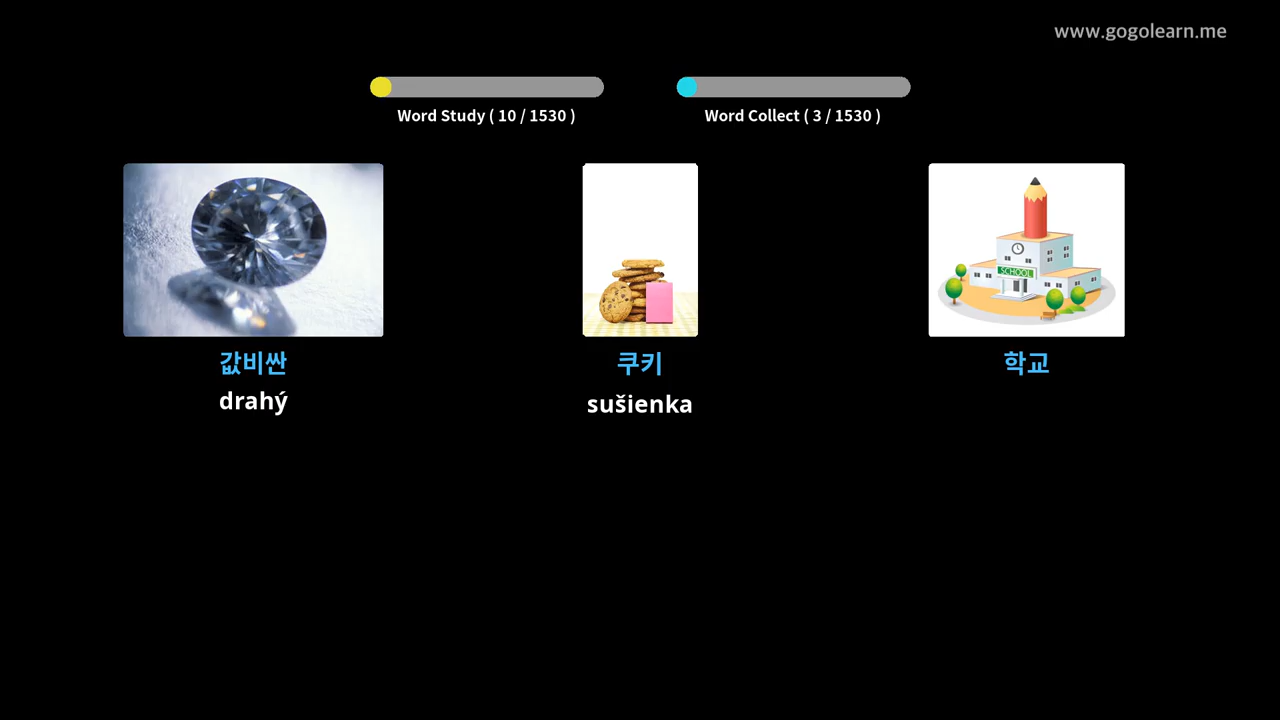 www.gogolearn.me
Word Study ( 10 / 1530 )
Word Collect ( 3 / 1530 )
SCHOOL
값비싼
쿠키
학교
drahý
sušienka